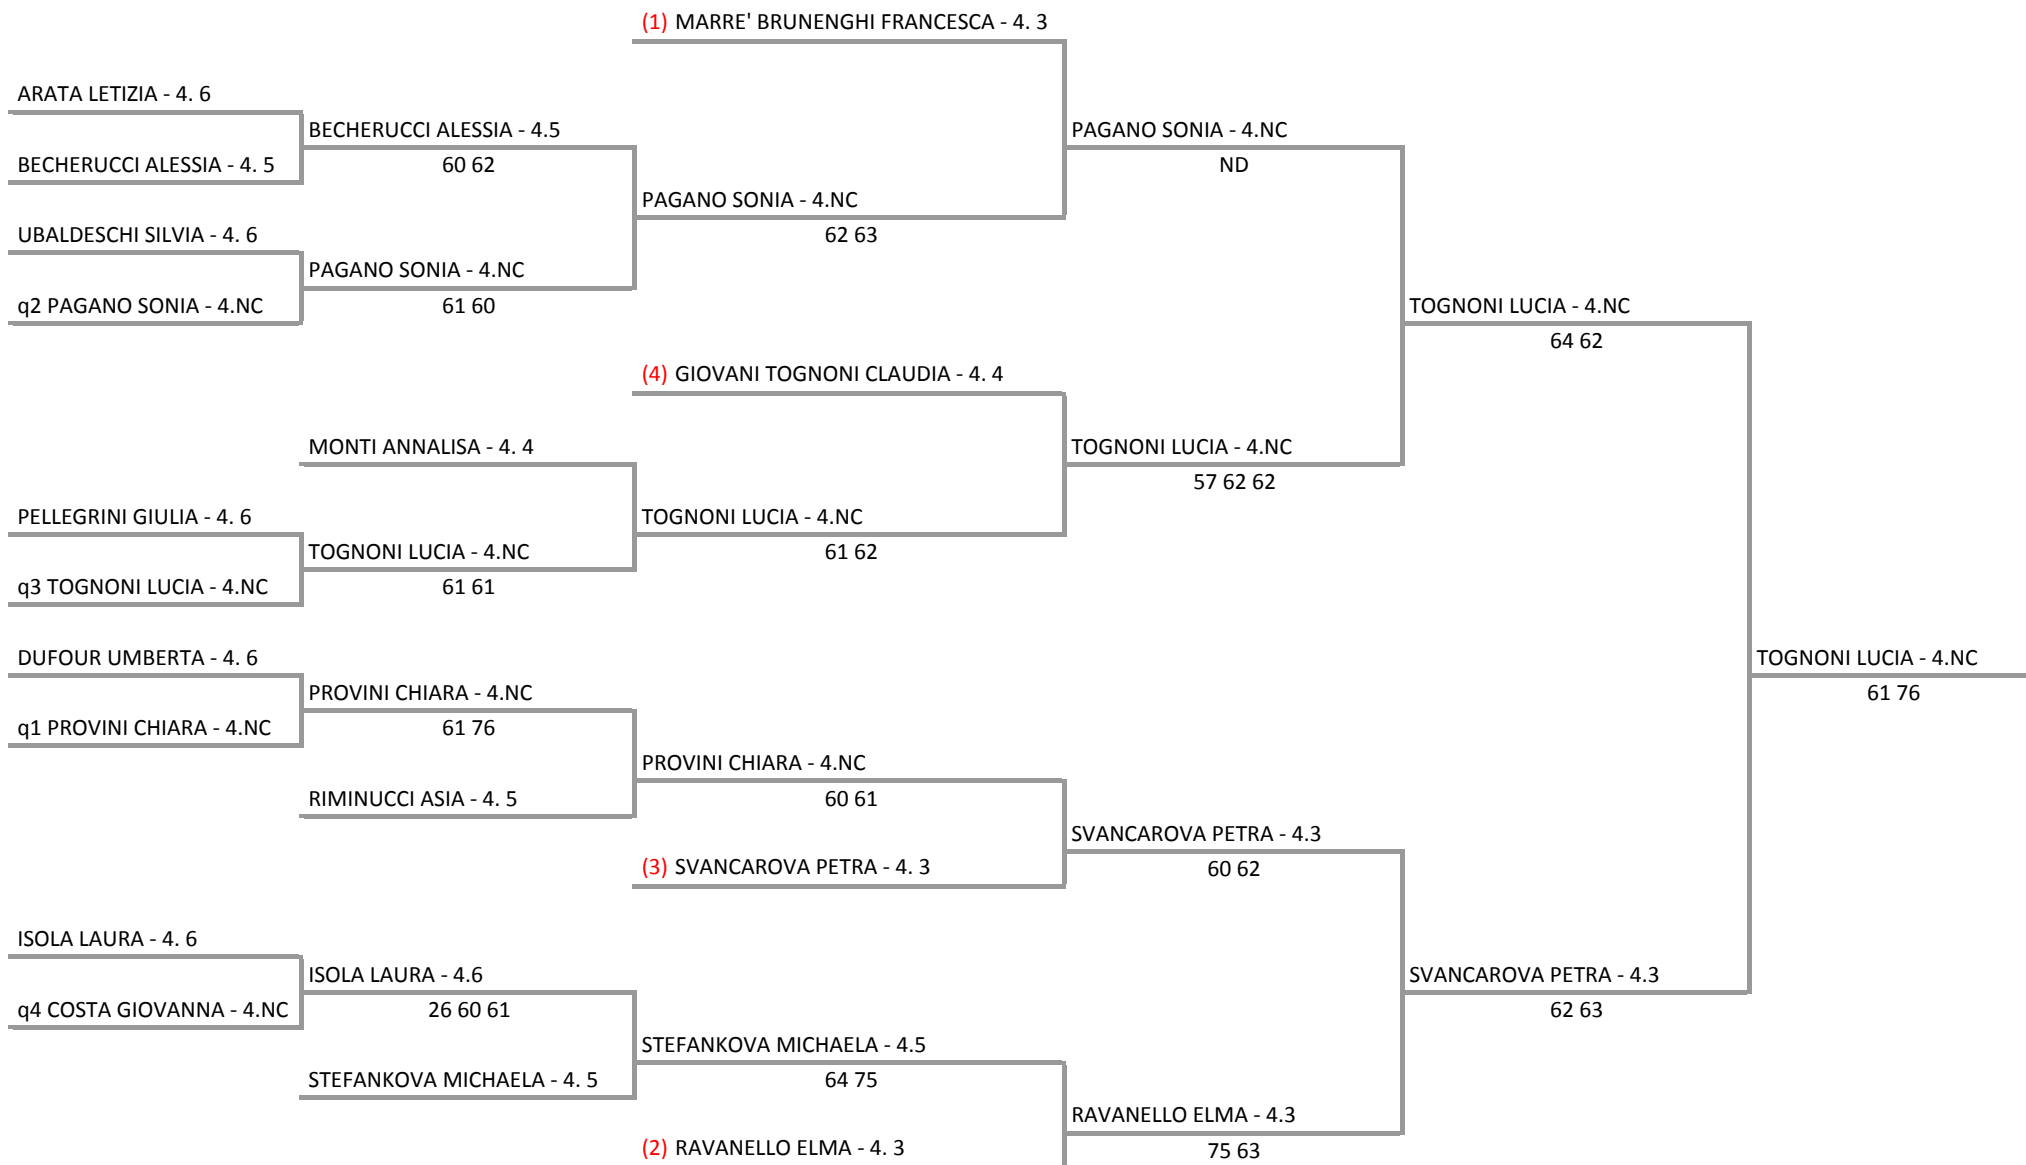 (1) MARRE' BRUNENGHI FRANCESCA - 4. 3
ARATA LETIZIA - 4. 6
BECHERUCCI ALESSIA - 4.5
PAGANO SONIA - 4.NC
BECHERUCCI ALESSIA - 4. 5
60 62
ND
PAGANO SONIA - 4.NC
UBALDESCHI SILVIA - 4. 6
62 63
PAGANO SONIA - 4.NC
q2 PAGANO SONIA - 4.NC
61 60
TOGNONI LUCIA - 4.NC
64 62
(4) GIOVANI TOGNONI CLAUDIA - 4. 4
MONTI ANNALISA - 4. 4
TOGNONI LUCIA - 4.NC
57 62 62
PELLEGRINI GIULIA - 4. 6
TOGNONI LUCIA - 4.NC
TOGNONI LUCIA - 4.NC
61 62
q3 TOGNONI LUCIA - 4.NC
61 61
DUFOUR UMBERTA - 4. 6
TOGNONI LUCIA - 4.NC
PROVINI CHIARA - 4.NC
61 76
q1 PROVINI CHIARA - 4.NC
61 76
PROVINI CHIARA - 4.NC
RIMINUCCI ASIA - 4. 5
60 61
SVANCAROVA PETRA - 4.3
(3) SVANCAROVA PETRA - 4. 3
60 62
ISOLA LAURA - 4. 6
ISOLA LAURA - 4.6
SVANCAROVA PETRA - 4.3
q4 COSTA GIOVANNA - 4.NC
26 60 61
62 63
STEFANKOVA MICHAELA - 4.5
STEFANKOVA MICHAELA - 4. 5
64 75
RAVANELLO ELMA - 4.3
(2) RAVANELLO ELMA - 4. 3
75 63